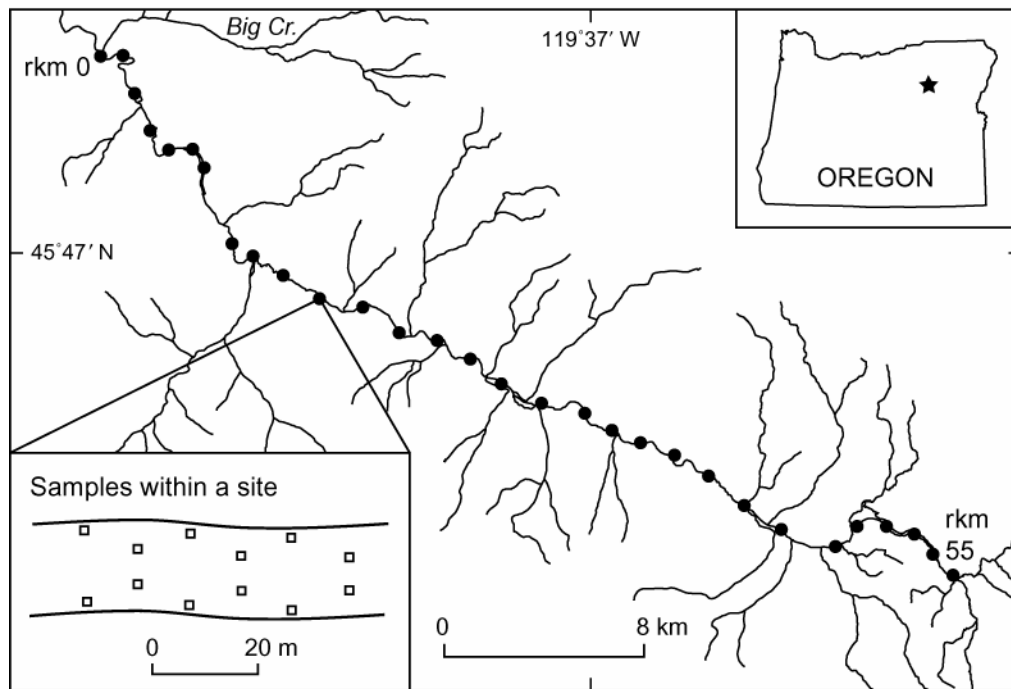 Big Cr.
119°37′ W
rkm 0
OREGON
45°47′ N
Samples within a site
rkm
55
0
20 m
0
8 km